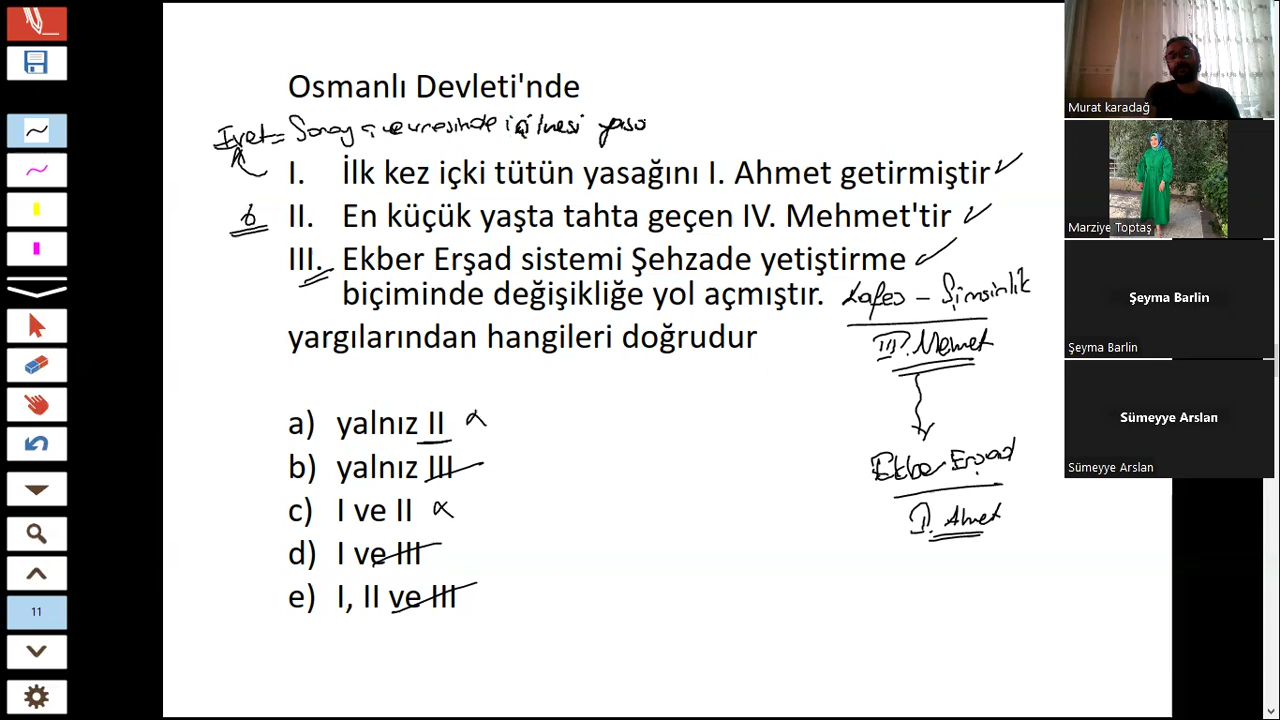 Osmanlı Devleti'nde
Saray çevresinde içilmesi
I. İlk kez içki tütün yasağını I. Ahmet getirmiştir
6
II. En küçük yaşta tahta geçen IV. Mehmet'tir
III. Ekber Erşad sistemi Şehzade yetiştirme
biçiminde değişikliğe yol açmıştır.
Kafes - Şimsirlik
yargılarından hangileri doğrudur
III. Memet
a) yalnız II
b) yalnız III
c) I ve II
d) I ve III
e) I, II ve III
Ekber Erşad
I. Ahmet
11
Murat karadağ
Marziye Toptaş
Şeyma Barlin
Şeyma Barlin
Sümeyye Arslan
Sümeyye Arslan